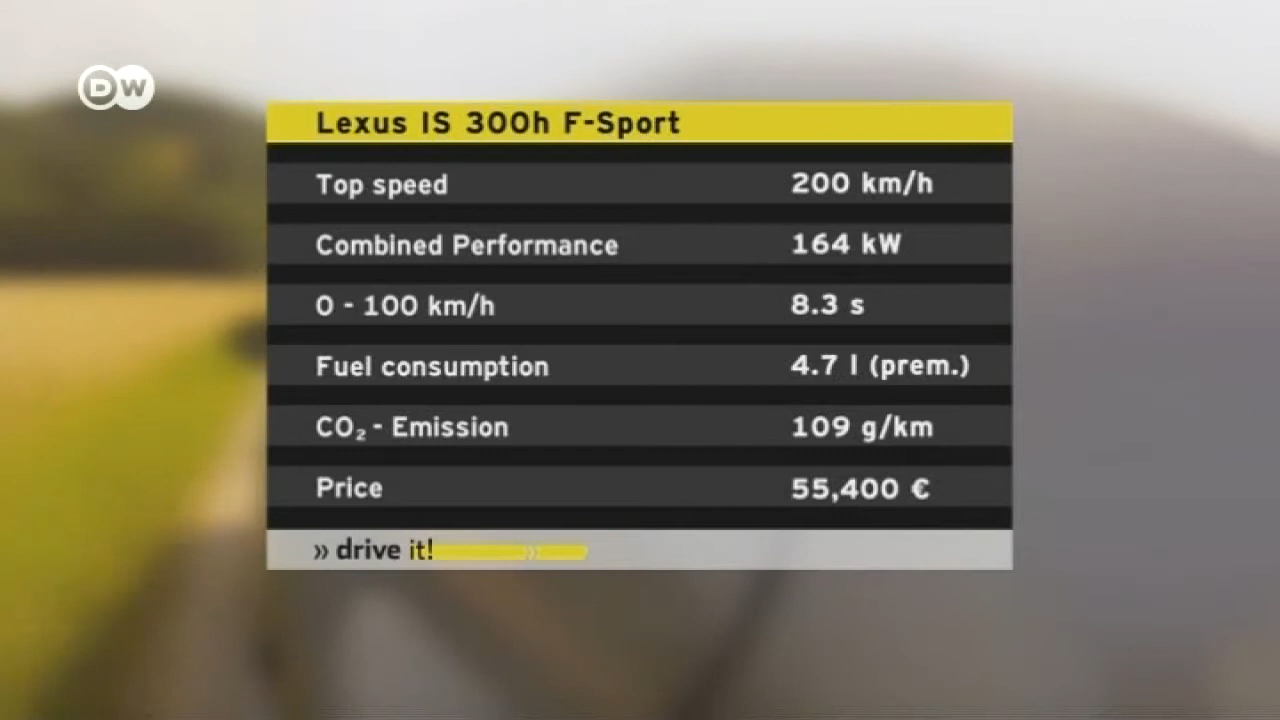 DW
Lexus IS 300h F-Sport
Top speed 200 km/h
Combined Performance 164 kW
0 - 100 km/h 8.3 s
Fuel consumption 4.7 l (prem.)
CO₂ - Emission 109 g/km
Price 55,400 €
» drive it! »